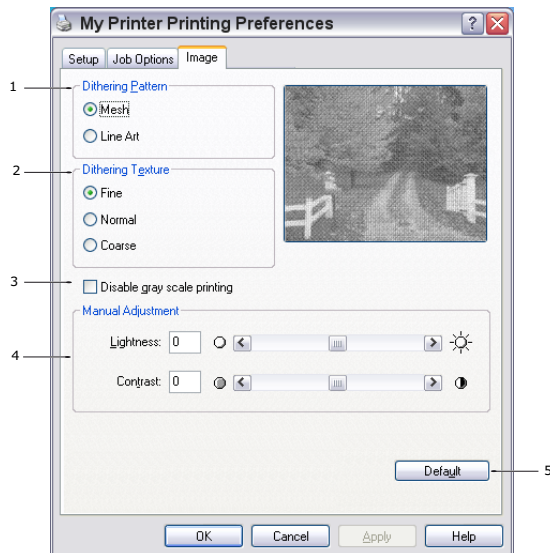 My Printer Printing Preferences
Setup Job Options Image
1
Dithering Pattern
Mesh
Line Art
2
Dithering Texture
Fine
Normal
Coarse
3
Disable gray scale printing
Manual Adjustment
4
Lightness: 0
Contrast: 0
Default
5
OK Cancel Apply Help